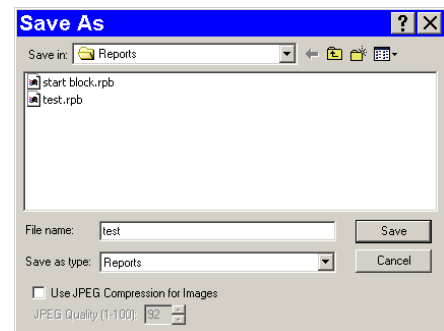 Save As
Save in: Reports
start block.rpb
test.rpb
File name: test Save
Save as type: Reports Cancel
Use JPEG Compression for Images
JPEG Quality (1-100): 92